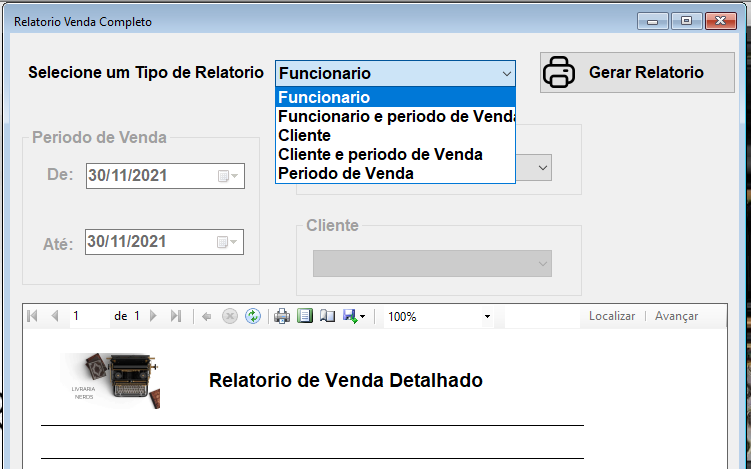 Relatorio Venda Completo
Selecione um Tipo de Relatorio
Funcionario
Gerar Relatorio
Funcionario
Funcionario e periodo de Venda
Cliente
Cliente e periodo de Venda
Periodo de Venda
Periodo de Venda
De:
30/11/2021
Até:
30/11/2021
Cliente
1
de 1
100%
Localizar
Avançar
LIVRARIA
NERDS
Relatorio de Venda Detalhado